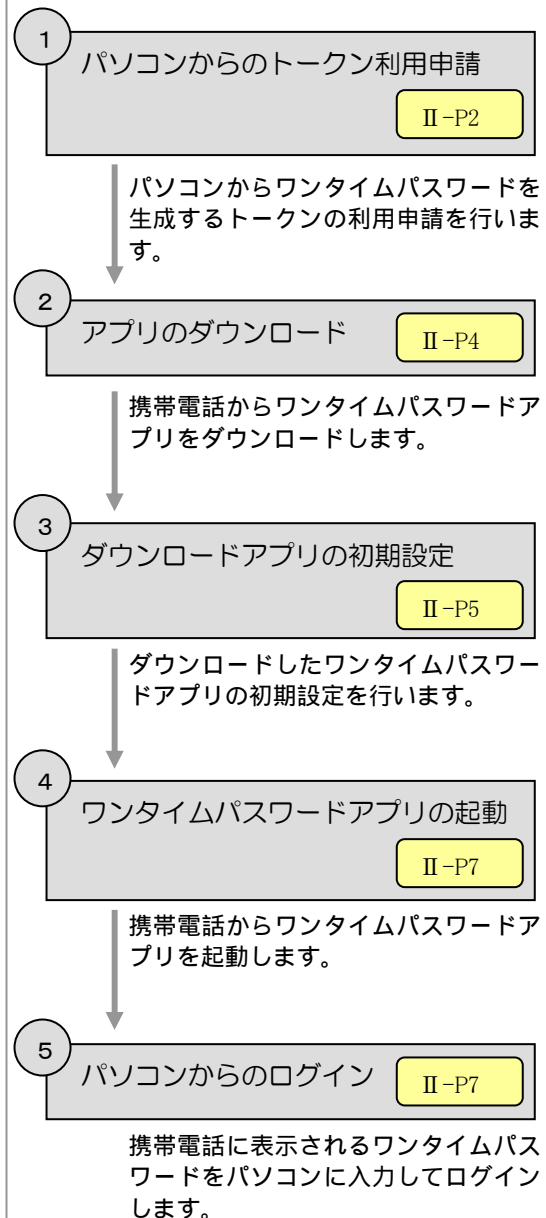 1
パソコンからのトークン利用申請
Ⅱ-P2
パソコンからワンタイムパスワードを
生成するトークンの利用申請を行いま
す。
2
アプリのダウンロード
Ⅱ-P4
携帯電話からワンタイムパスワードア
プリをダウンロードします。
3
ダウンロードアプリの初期設定
Ⅱ-P5
ダウンロードしたワンタイムパスワー
ドアプリの初期設定を行います。
4
ワンタイムパスワードアプリの起動
Ⅱ-P7
携帯電話からワンタイムパスワードア
プリを起動します。
5
パソコンからのログイン
Ⅱ-P7
携帯電話に表示されるワンタイムパス
ワードをパソコンに入力してログイン
します。